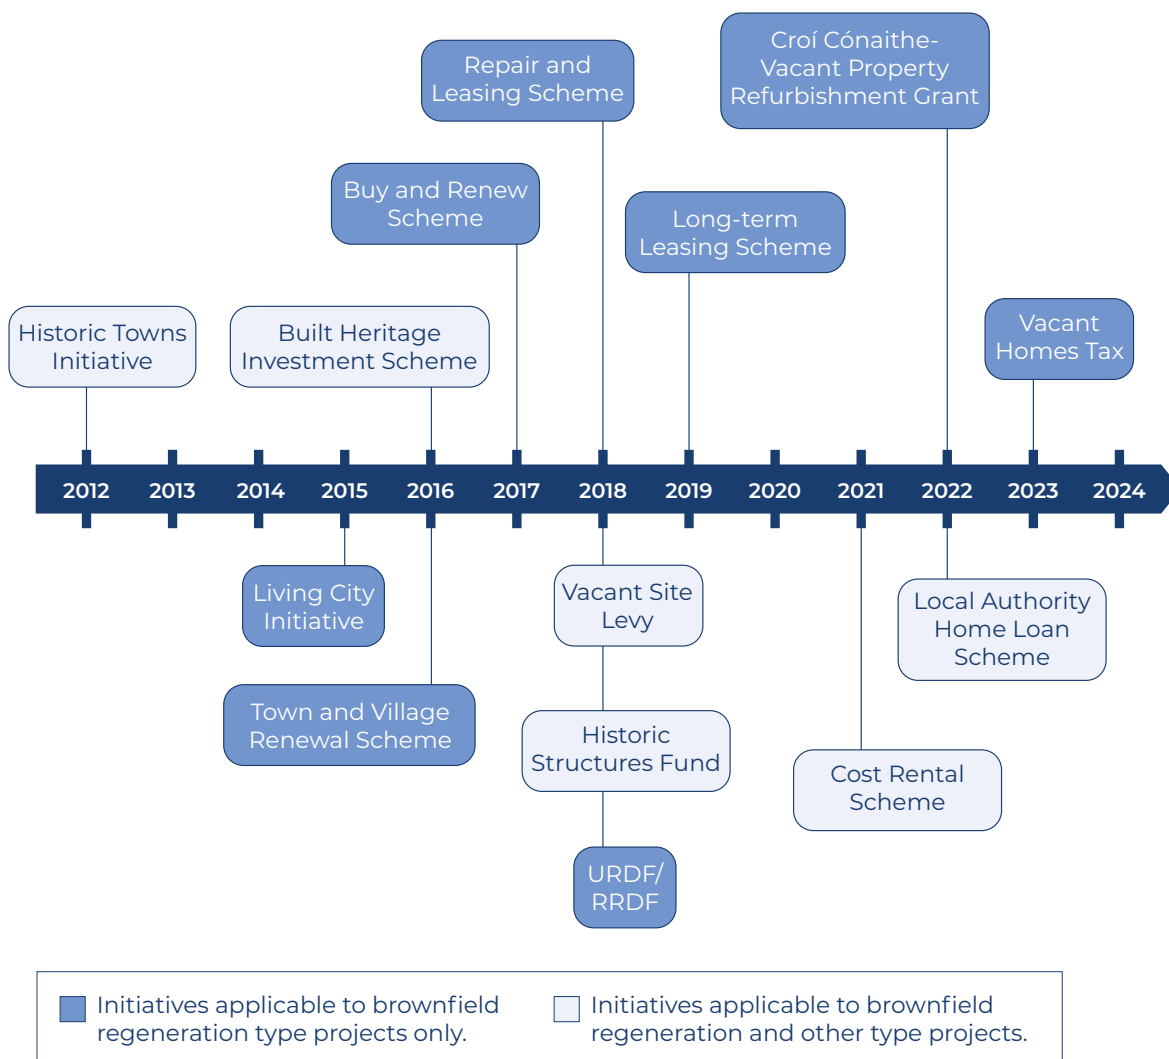 Croí Cónaithe-
Vacant Property
Refurbishment Grant
Repair and
Leasing Scheme
Buy and Renew
Scheme
Long-term
Leasing Scheme
Historic Towns
Initiative
Built Heritage
Investment Scheme
Vacant
Homes Tax
2012 2013 2014 2015 2016 2017 2018 2019 2020 2021 2022 2023 2024
Living City
Initiative
Vacant Site
Levy
Local Authority
Home Loan
Scheme
Town and Village
Renewal Scheme
Historic
Structures Fund
Cost Rental
Scheme
URDF/
RRDF
Initiatives applicable to brownfield
regeneration type projects only.
Initiatives applicable to brownfield
regeneration and other type projects.